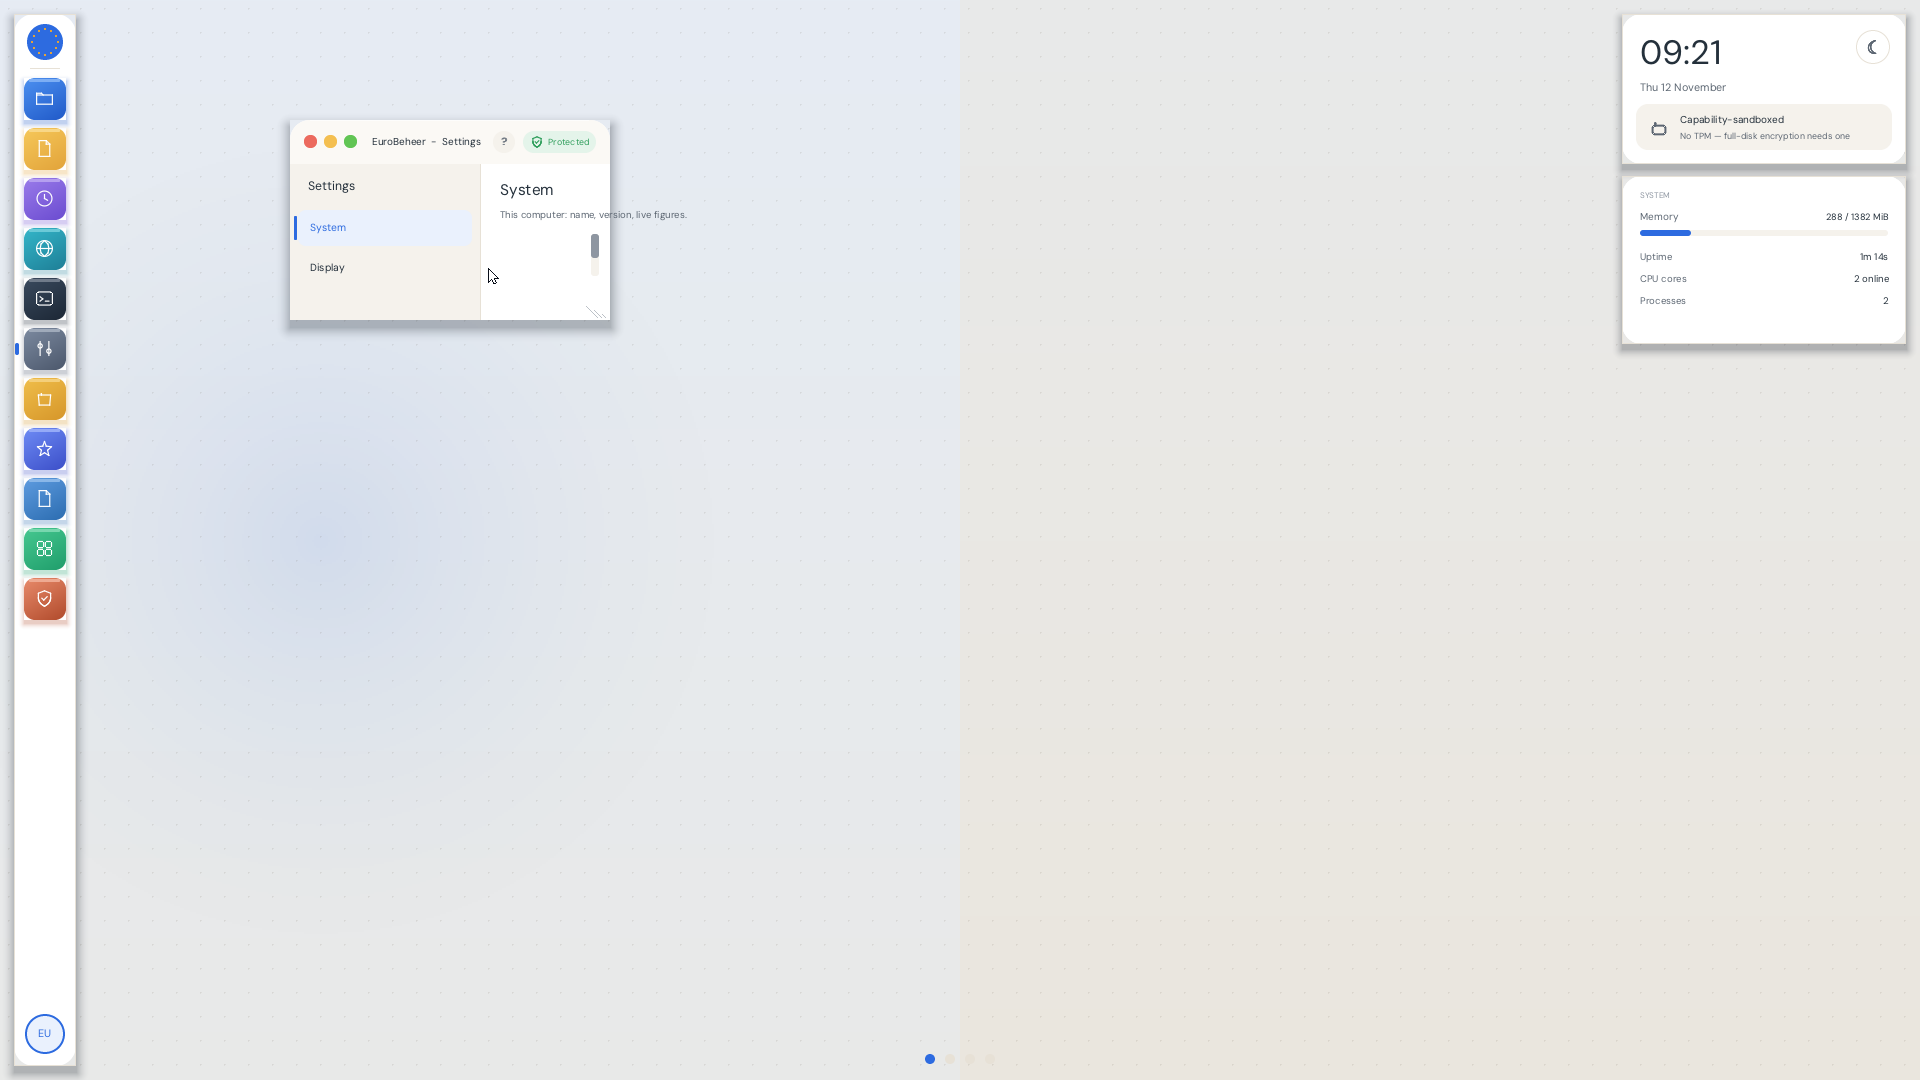 EuroBeheer - Settings
?
Protected
Settings
System
Display
System
This computer: name, version, live figures.
09:21
Thu 12 November
Capability-sandboxed
No TPM — full-disk encryption needs one
SYSTEM
Memory 288 / 1382 MiB
Uptime 1m 14s
CPU cores 2 online
Processes 2
EU